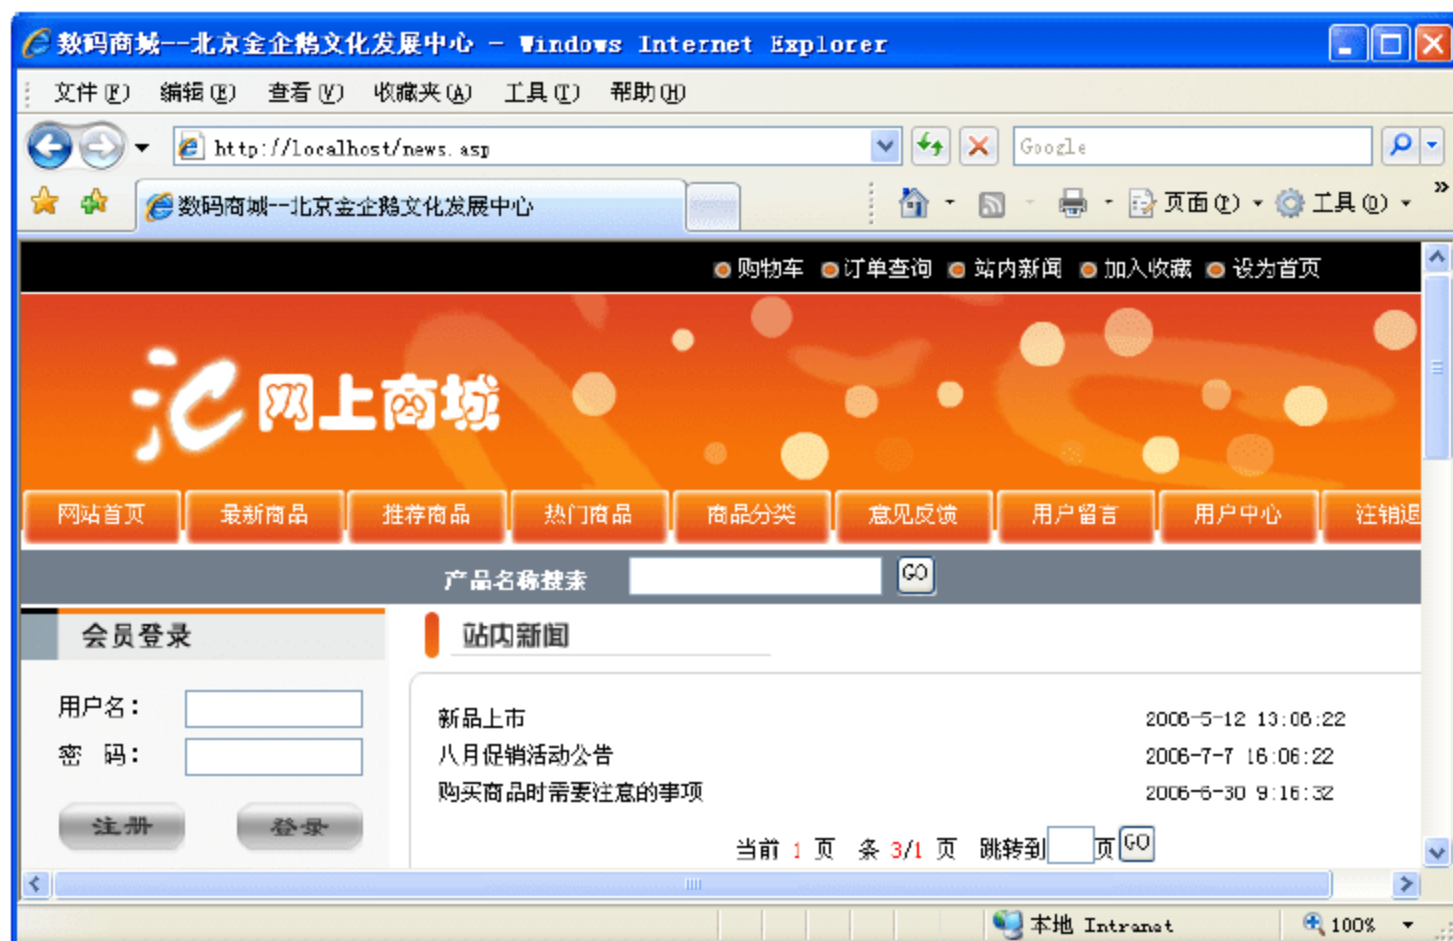 数码商城--北京金企鹅文化发展中心 - Windows Internet Explorer
文件(F) 编辑(E) 查看(V) 收藏夹(A) 工具(T) 帮助(H)
http://localhost/news.asp Google
数码商城--北京金企鹅文化发展中心 页面(P) 工具(O) »
购物车 订单查询 站内新闻 加入收藏 设为首页
汇 网上商城
网站首页 最新商品 推荐商品 热门商品 商品分类 意见反馈 用户留言 用户中心 注销退
产品名称搜索 GO
会员登录 站内新闻
用户名: 新品上市 2006-5-12 13:06:22
密 码: 八月促销活动公告 2006-7-7 16:06:22
购买商品时需要注意的事项 2006-6-30 9:16:32
注册 登录 当前 1 页 条 3/1 页 跳转到 页 GO
本地 Intranet 100%